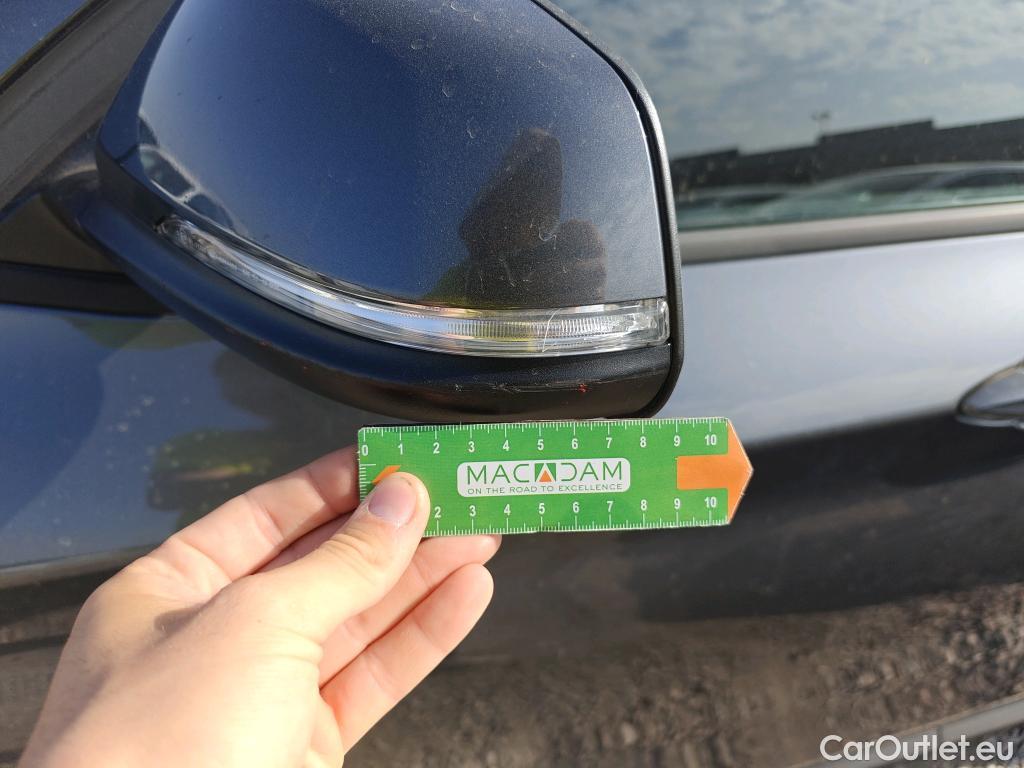 0 1 2 3 4 5 6 7 8 9 10
MACADAM
ON THE ROAD TO EXCELLENCE
2 3 4 5 6 7 8 9 10
CarOutlet.eu